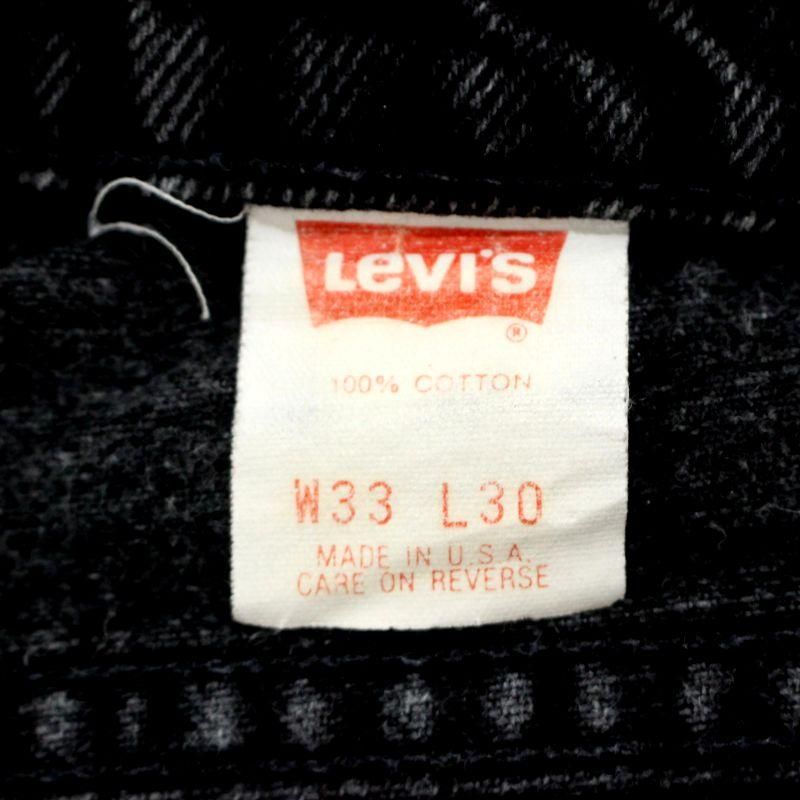 Levi's
®
100% COTTON
W33 L30
MADE IN U.S.A.
CARE ON REVERSE